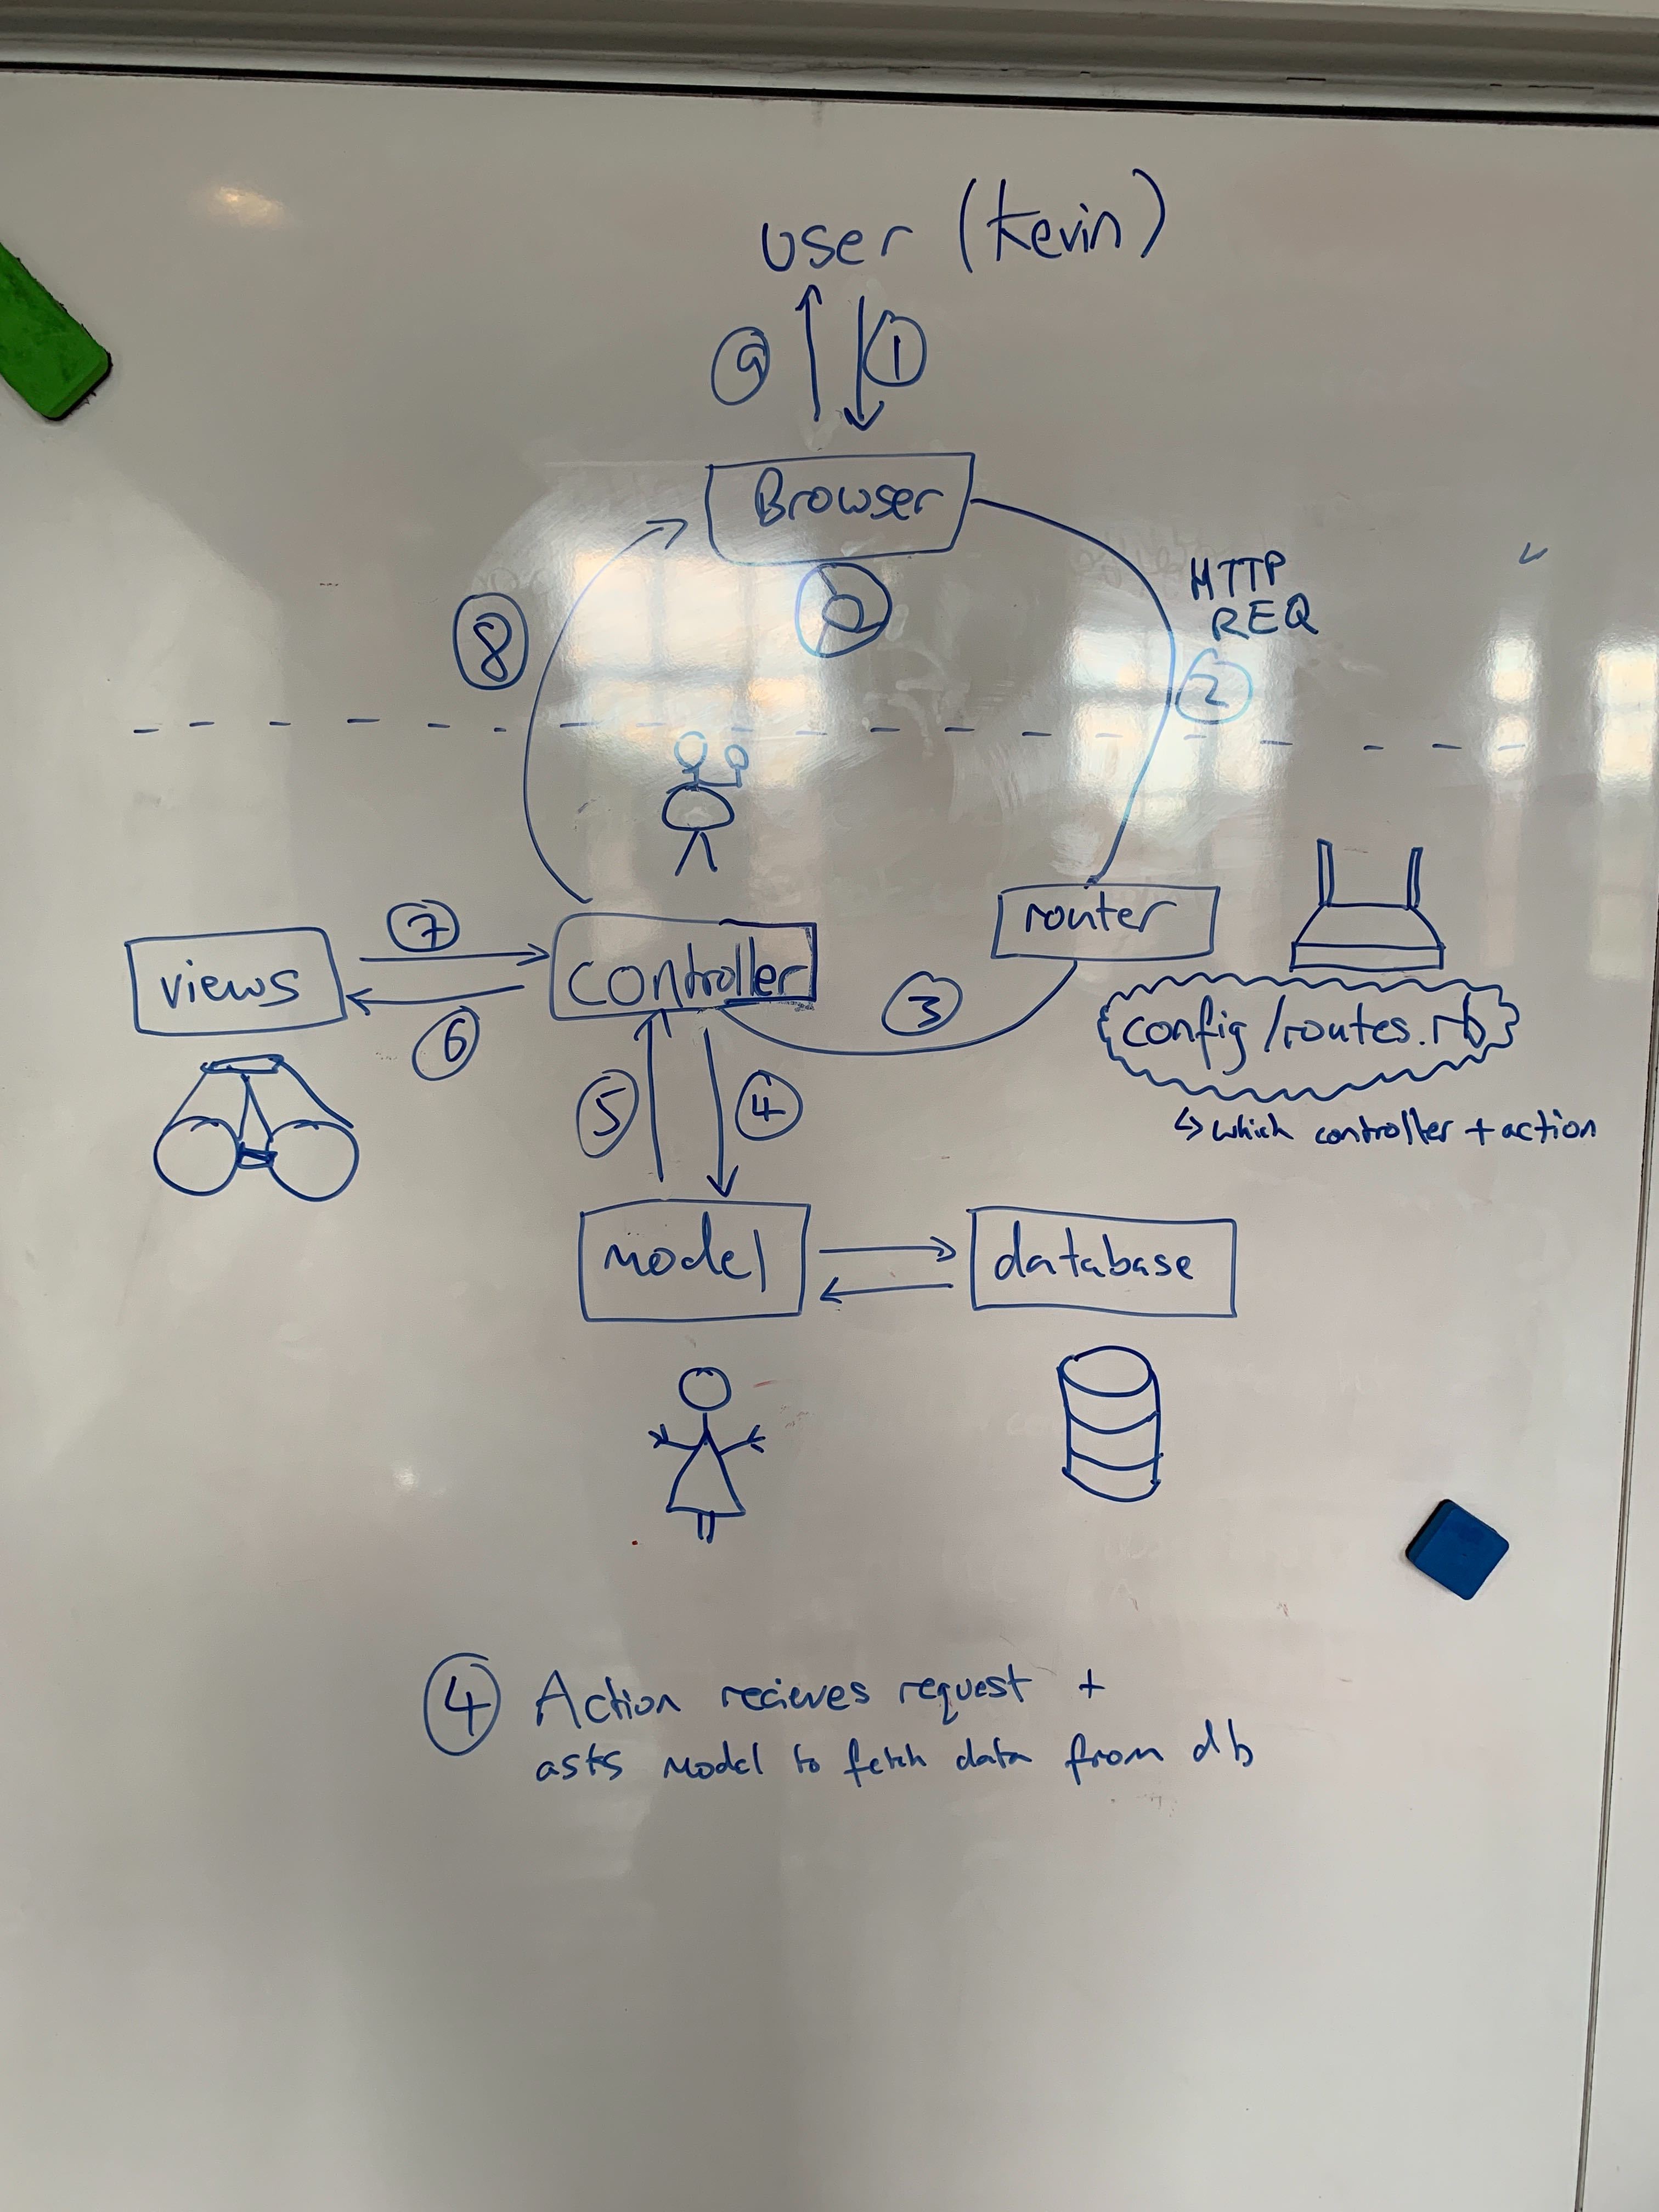 User (Kevin)
9
1
Browser
HTTP
REQ
8
2
router
7
views
controller
3
config/routes.rb
6
↳ which controller + action
5
4
model
database
4 Action recieves request +
asks model to fetch data from db